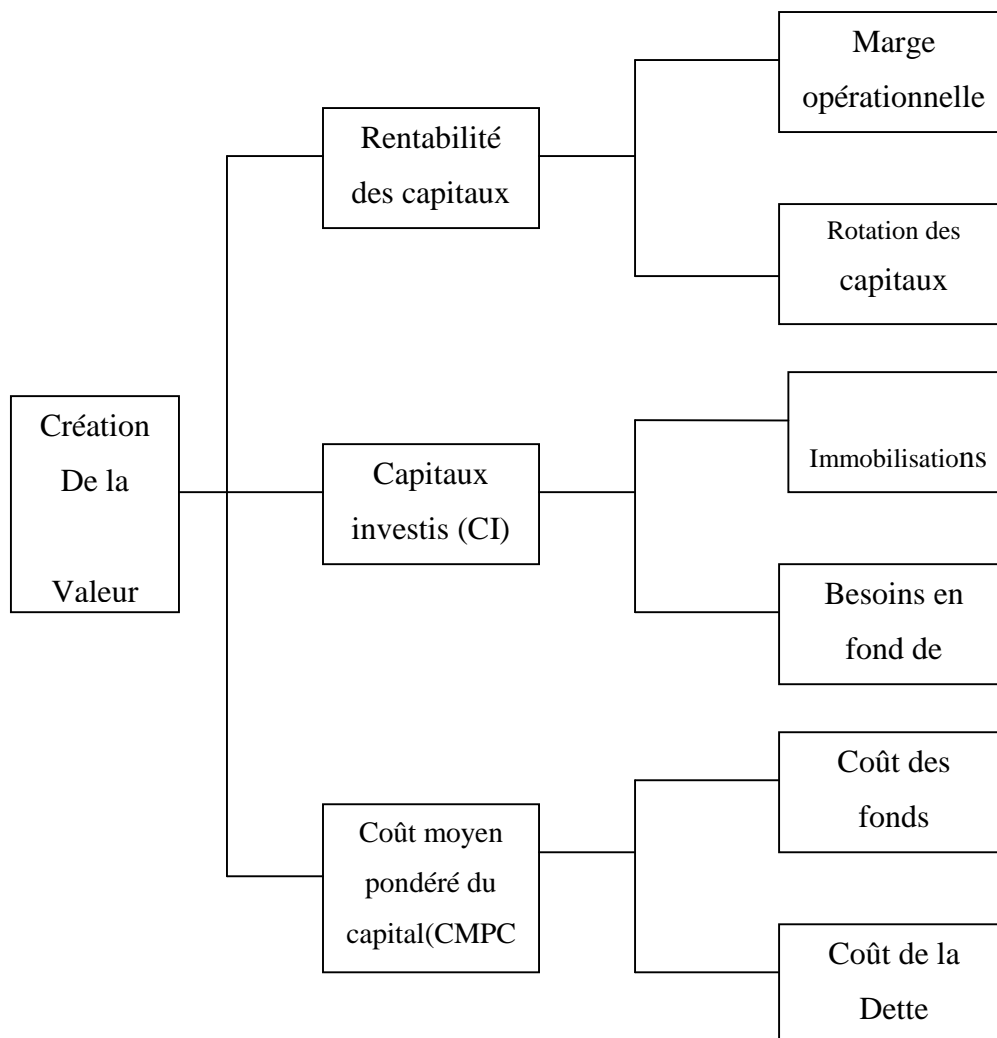 Marge
opérationnelle
Rentabilité
des capitaux
Rotation des
capitaux
Création
De la
Valeur
Capitaux
investis (CI)
Immobilisations
Besoins en
fond de
Coût moyen
pondéré du
capital(CMPC
Coût des
fonds
Coût de la
Dette